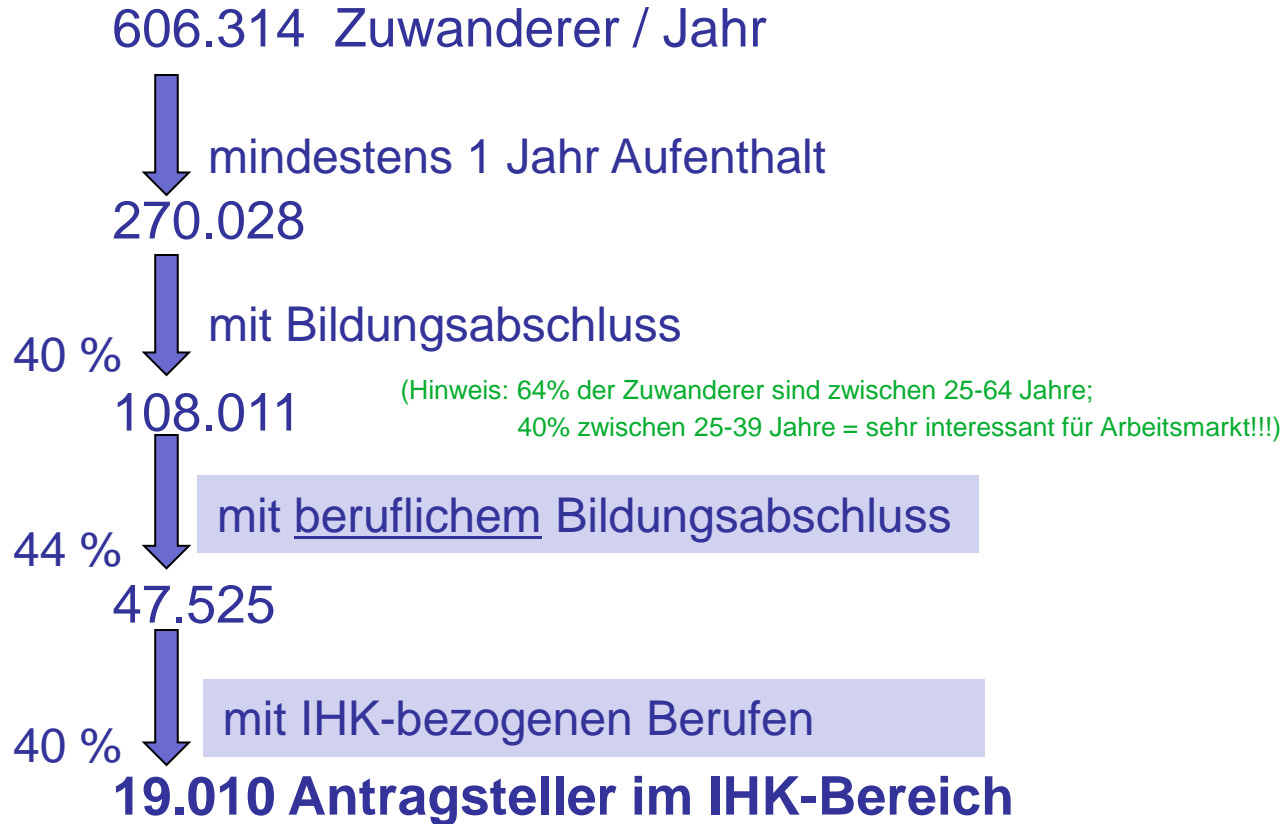 606.314 Zuwanderer / Jahr
mindestens 1 Jahr Aufenthalt
270.028
mit Bildungsabschluss
40 %
108.011
(Hinweis: 64% der Zuwanderer sind zwischen 25-64 Jahre;
40% zwischen 25-39 Jahre = sehr interessant für Arbeitsmarkt!!!)
mit beruflichem Bildungsabschluss
44 %
47.525
mit IHK-bezogenen Berufen
40 %
19.010 Antragsteller im IHK-Bereich